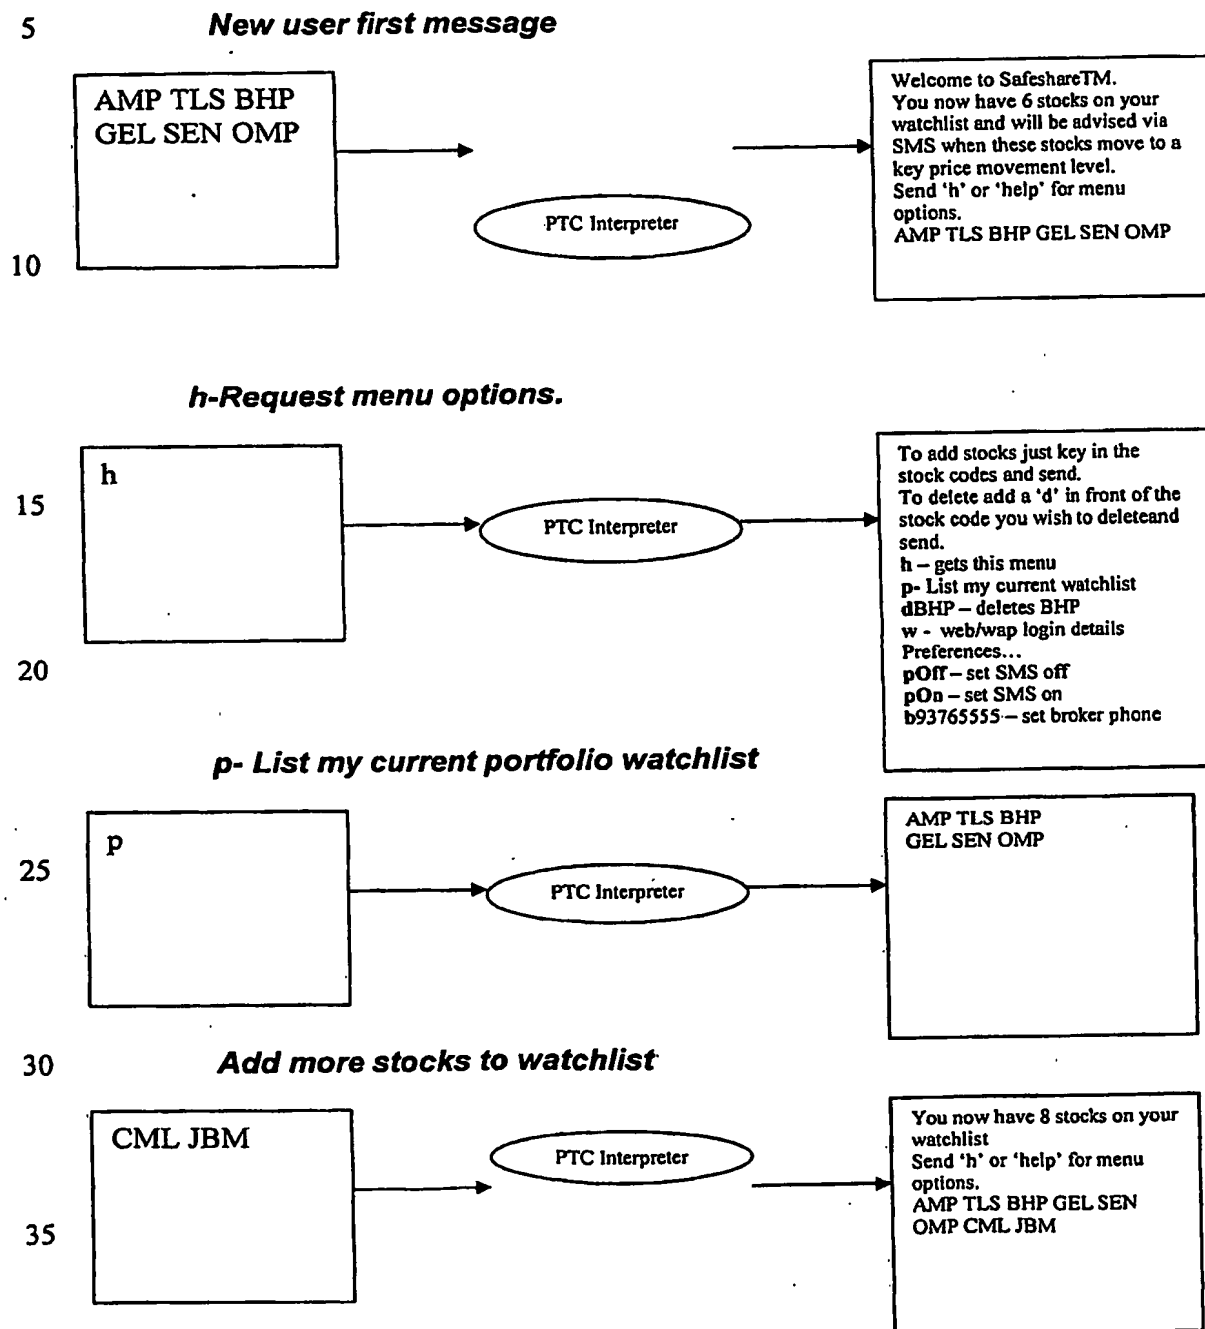 5
New user first message
AMP TLS BHP
GEL SEN OMP
PTC Interpreter
Welcome to SafeshareTM.
You now have 6 stocks on your
watchlist and will be advised via
SMS when these stocks move to a
key price movement level.
Send 'h' or 'help' for menu
options.
AMP TLS BHP GEL SEN OMP
10
h-Request menu options.
h
15
PTC Interpreter
To add stocks just key in the
stock codes and send.
To delete add a 'd' in front of the
stock code you wish to deleteand
send.
h – gets this menu
p- List my current watchlist
dBHP – deletes BHP
w - web/wap login details
Preferences...
pOff – set SMS off
pOn – set SMS on
b93765555 – set broker phone
20
p- List my current portfolio watchlist
p
25
PTC Interpreter
AMP TLS BHP
GEL SEN OMP
30
Add more stocks to watchlist
CML JBM
PTC Interpreter
You now have 8 stocks on your
watchlist
Send 'h' or 'help' for menu
options.
AMP TLS BHP GEL SEN
OMP CML JBM
35